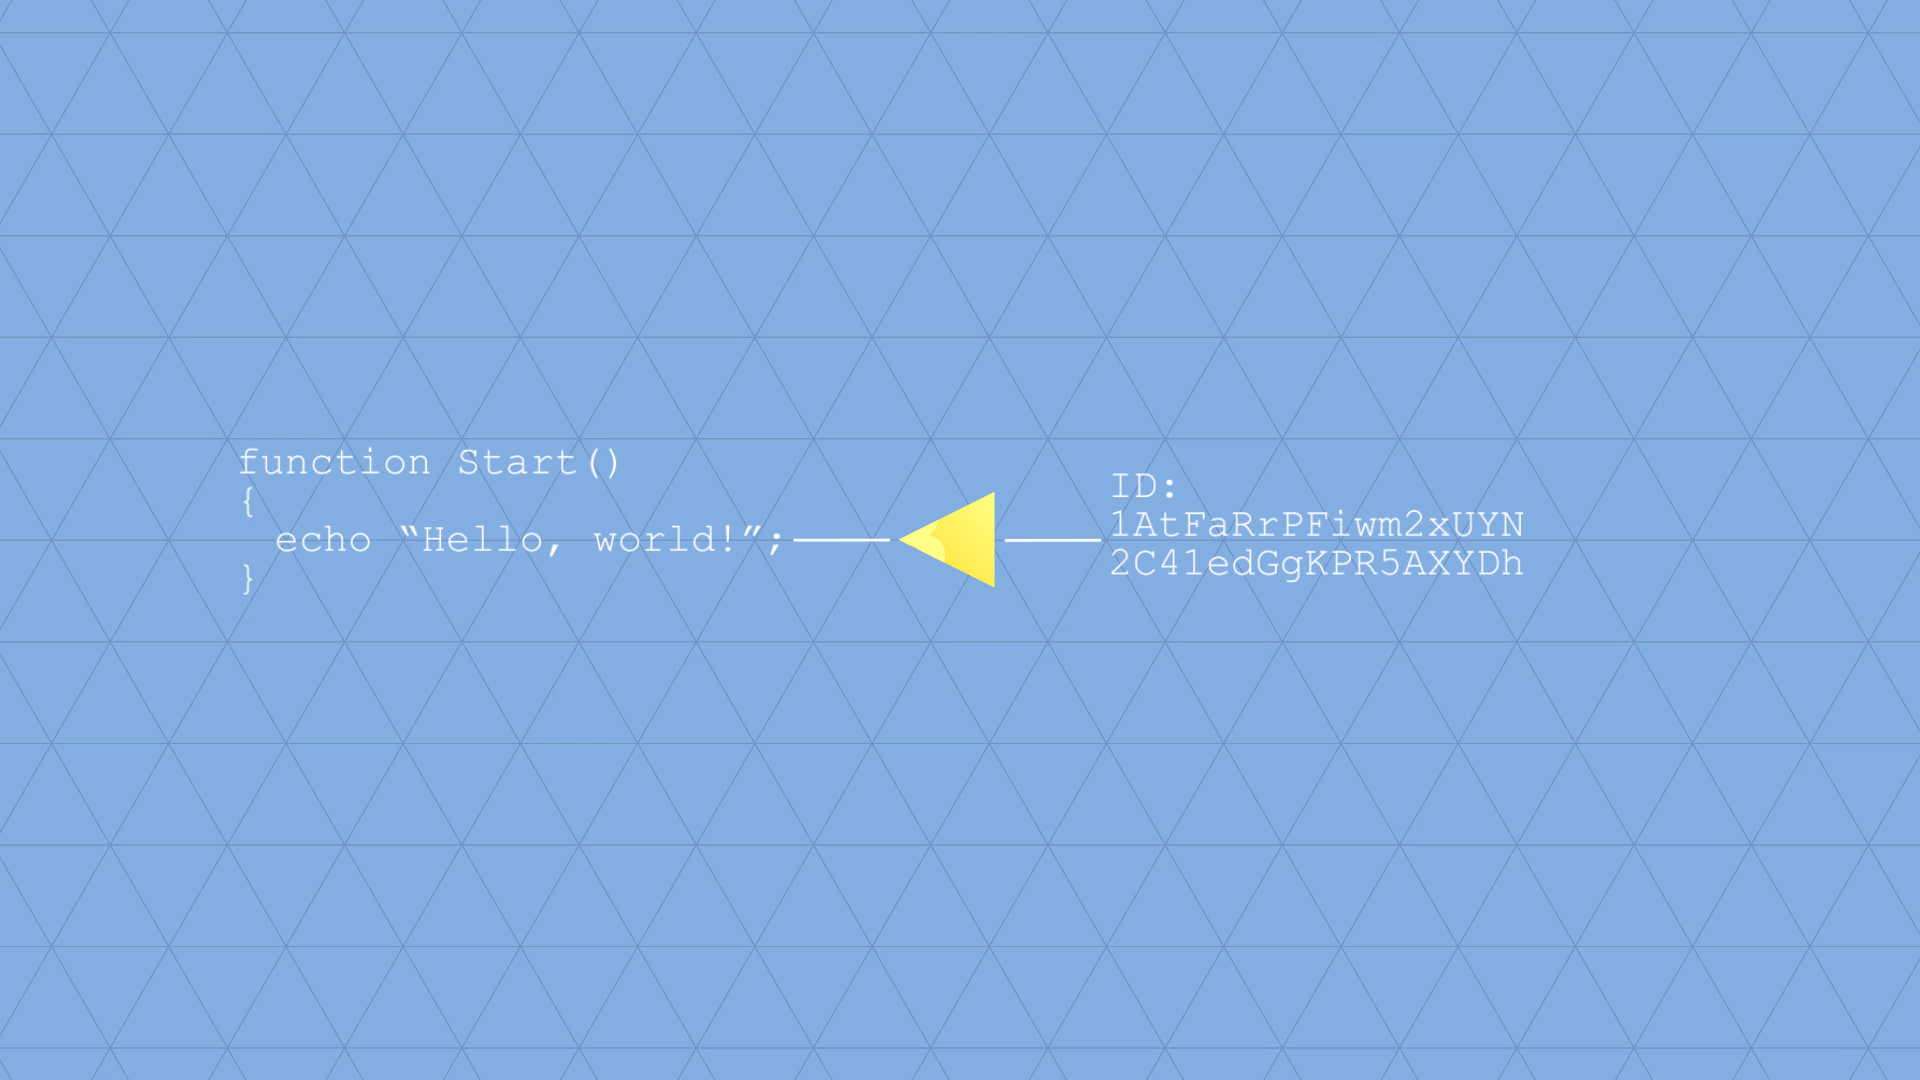 function Start()
{
echo “Hello, world!”;
}
ID:
1AtFaRrPFiwm2xUYN
2C41edGgKPR5AXYDh